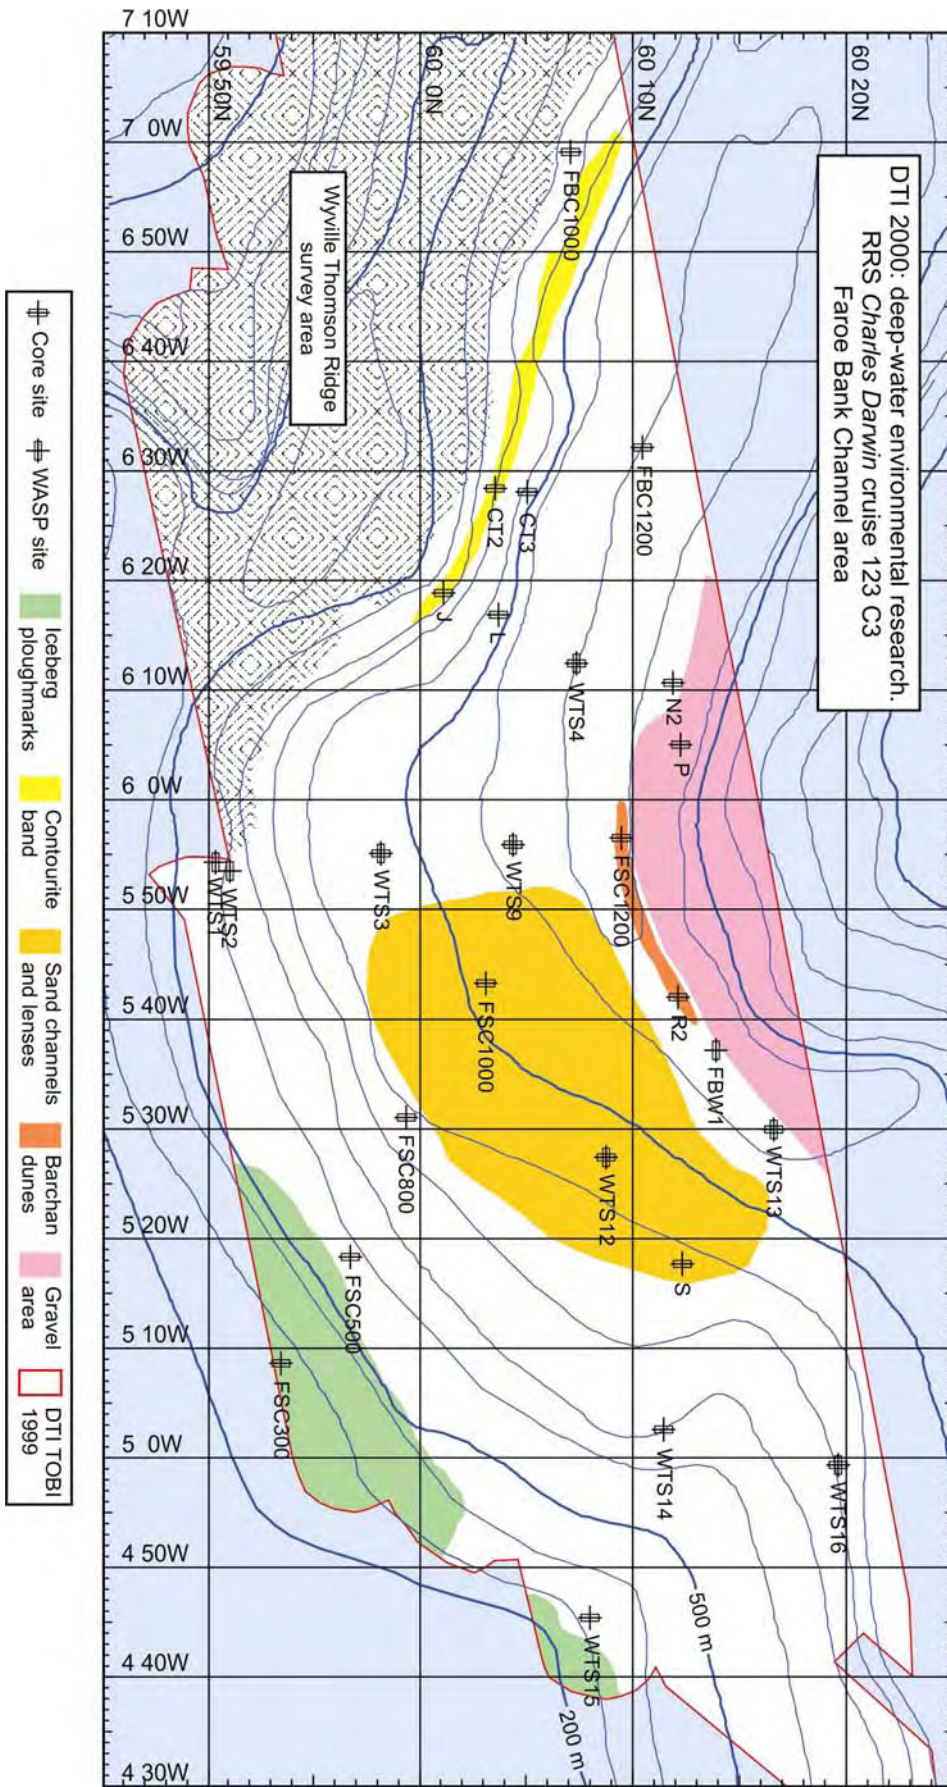 DTI 2000: deep-water environmental research.
RRS Charles Darwin cruise 123 C3
Faroe Bank Channel area
7 10W
7 0W
6 50W
6 40W
6 30W
6 20W
6 10W
6 0W
5 50W
5 40W
5 30W
5 20W
5 10W
5 0W
4 50W
4 40W
4 30W
60 20N
60 10N
60 0N
59 50N
Wyville Thomson Ridge
survey area
FBC1000
FBC1200
CT3
CT2
J
L
WTS4
N2
P
FSC1200
R2
FBW1
WTS13
WTS9
WTS3
WTS2
WTS1
FSC1000
FSC800
WTS12
S
FSC500
FSC300
WTS14
WTS16
WTS15
500 m
200 m
Core site
WASP site
Iceberg
ploughmarks
Contourite
band
Sand channels
and lenses
Barchan
dunes
Gravel
area
DTI TOBI
1999